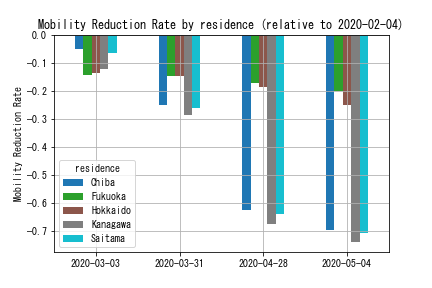 Mobility Reduction Rate by residence (relative to 2020-02-04)
0.0
−0.1
−0.2
−0.3
−0.4
−0.5
−0.6
−0.7
Mobility Reduction Rate
residence
Chiba
Fukuoka
Hokkaido
Kanagawa
Saitama
2020-03-03 2020-03-31 2020-04-28 2020-05-04